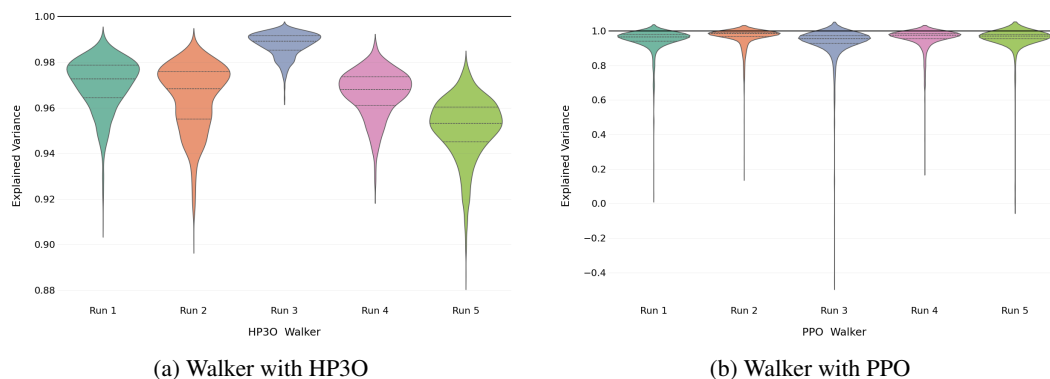 1.00
0.98
0.96
0.94
0.92
0.90
0.88
Explained Variance
Run 1 Run 2 Run 3 Run 4 Run 5
HP3O Walker
(a) Walker with HP3O
1.0
0.8
0.6
0.4
0.2
0.0
−0.2
−0.4
Explained Variance
Run 1 Run 2 Run 3 Run 4 Run 5
PPO Walker
(b) Walker with PPO